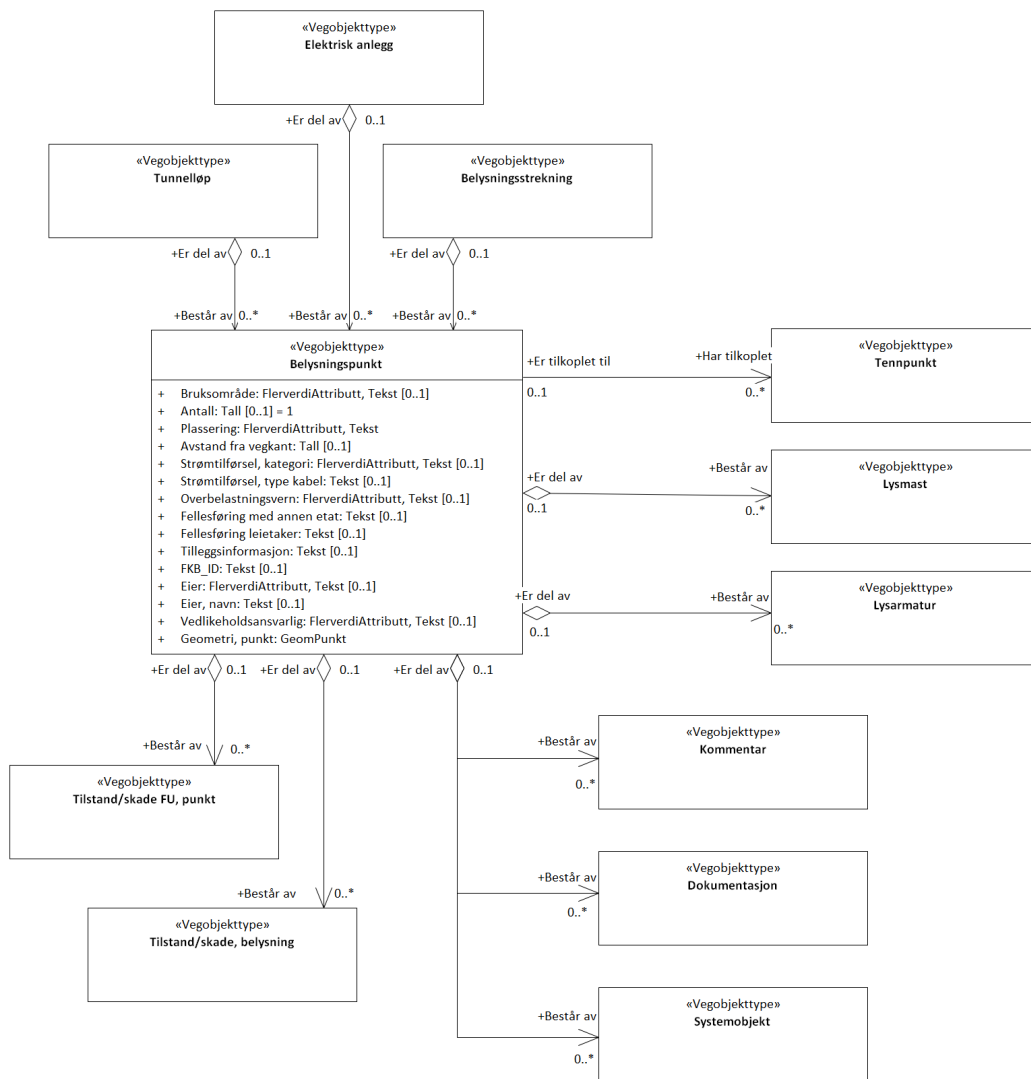 «Vegobjekttype»
Elektrisk anlegg
+Er del av 0..1
«Vegobjekttype»
Tunnelløp
«Vegobjekttype»
Belysningsstrekning
+Er del av 0..1
+Er del av 0..1
+Består av 0..*
+Består av 0..*
+Består av 0..*
«Vegobjekttype»
Belysningspunkt
+ Bruksområde: FlerverdiAttributt, Tekst [0..1]
+ Antall: Tall [0..1] = 1
+ Plassering: FlerverdiAttributt, Tekst
+ Avstand fra vegkant: Tall [0..1]
+ Strømtilførsel, kategori: FlerverdiAttributt, Tekst [0..1]
+ Strømtilførsel, type kabel: Tekst [0..1]
+ Overbelastningsvern: FlerverdiAttributt, Tekst [0..1]
+ Fellesføring med annen etat: Tekst [0..1]
+ Fellesføring leietaker: Tekst [0..1]
+ Tilleggsinformasjon: Tekst [0..1]
+ FKB_ID: Tekst [0..1]
+ Eier: FlerverdiAttributt, Tekst [0..1]
+ Eier, navn: Tekst [0..1]
+ Vedlikeholdsansvarlig: FlerverdiAttributt, Tekst [0..1]
+ Geometri, punkt: GeomPunkt
+Er tilkoplet til
0..1
+Har tilkoplet
0..*
«Vegobjekttype»
Tennpunkt
+Er del av
0..1
+Består av
0..*
«Vegobjekttype»
Lysmast
+Er del av
0..1
+Består av
0..*
«Vegobjekttype»
Lysarmatur
+Er del av 0..1
+Er del av 0..1
+Er del av 0..1
+Består av 0..*
«Vegobjekttype»
Tilstand/skade FU, punkt
+Består av 0..*
«Vegobjekttype»
Tilstand/skade, belysning
+Består av
0..*
«Vegobjekttype»
Kommentar
+Består av
0..*
«Vegobjekttype»
Dokumentasjon
+Består av
0..*
«Vegobjekttype»
Systemobjekt